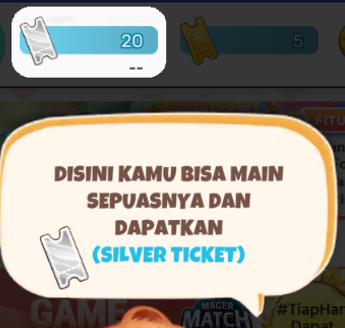 20
5
--
FITU
DISINI KAMU BISA MAIN
SEPUASNYA DAN
DAPATKAN
(SILVER TICKET)
GAME
MAGER
MATCH
#TiapHar
Dapat